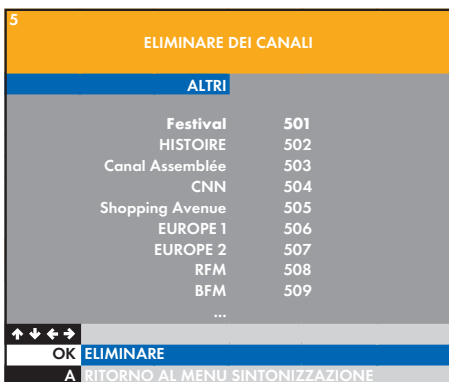 5
ELIMINARE DEI CANALI
ALTRI
Festival 501
HISTOIRE 502
Canal Assemblée 503
CNN 504
Shopping Avenue 505
EUROPE 1 506
EUROPE 2 507
RFM 508
BFM 509
...
OK ELIMINARE
A RITORNO AL MENU SINTONIZZAZIONE